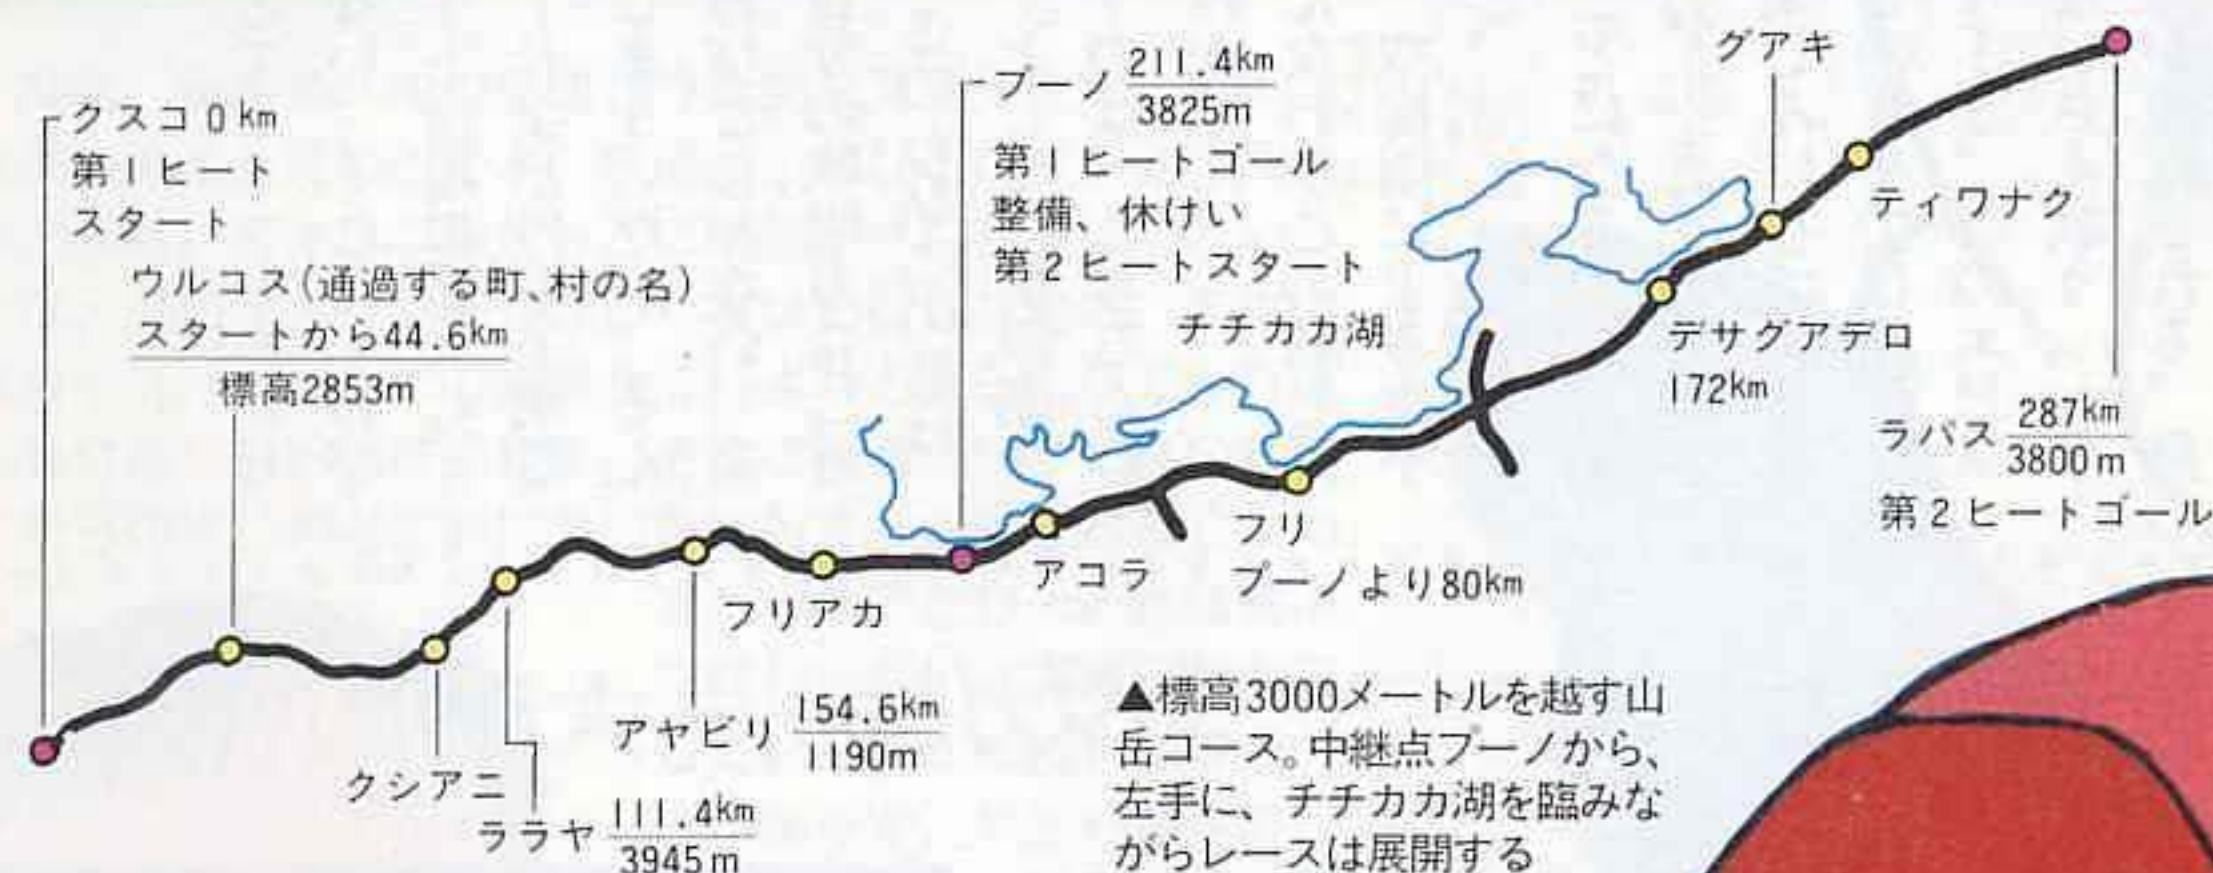 クスコ0km
第1ヒート
スタート
ウルコス(通過する町、村の名)
スタートから44.6km
標高2853m
クシアニ
ララヤ 111.4km
3945m
アヤビリ 154.6km
1190m
フリアカ
プーノ 211.4km
3825m
第1ヒートゴール
整備、休けい
第2ヒートスタート
チチカカ湖
アコラ
フリ
プーノより80km
デサグアデロ
172km
グアキ
ティワナク
ラパス 287km
3800m
第2ヒートゴール
▲標高3000メートルを越す山
岳コース。中継点プーノから、
左手に、チチカカ湖を臨みな
がらレースは展開する